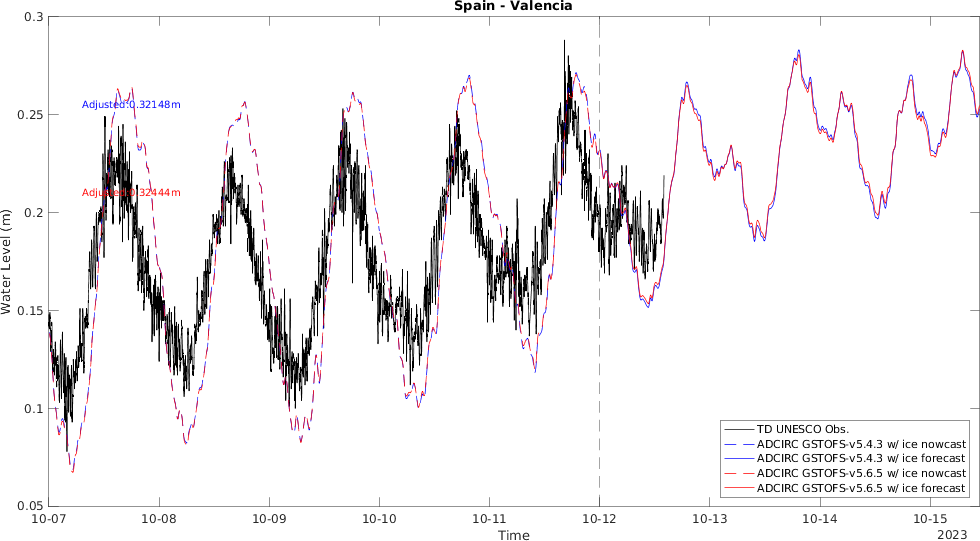 Spain - Valencia
0.3
0.25
0.2
0.15
0.1
0.05
Water Level (m)
Adjusted:0.32148m
Adjusted:0.32444m
TD UNESCO Obs.
ADCIRC GSTOFS-v5.4.3 w/ ice nowcast
ADCIRC GSTOFS-v5.4.3 w/ ice forecast
ADCIRC GSTOFS-v5.6.5 w/ ice nowcast
ADCIRC GSTOFS-v5.6.5 w/ ice forecast
10-07 10-08 10-09 10-10 10-11 10-12 10-13 10-14 10-15
Time
2023